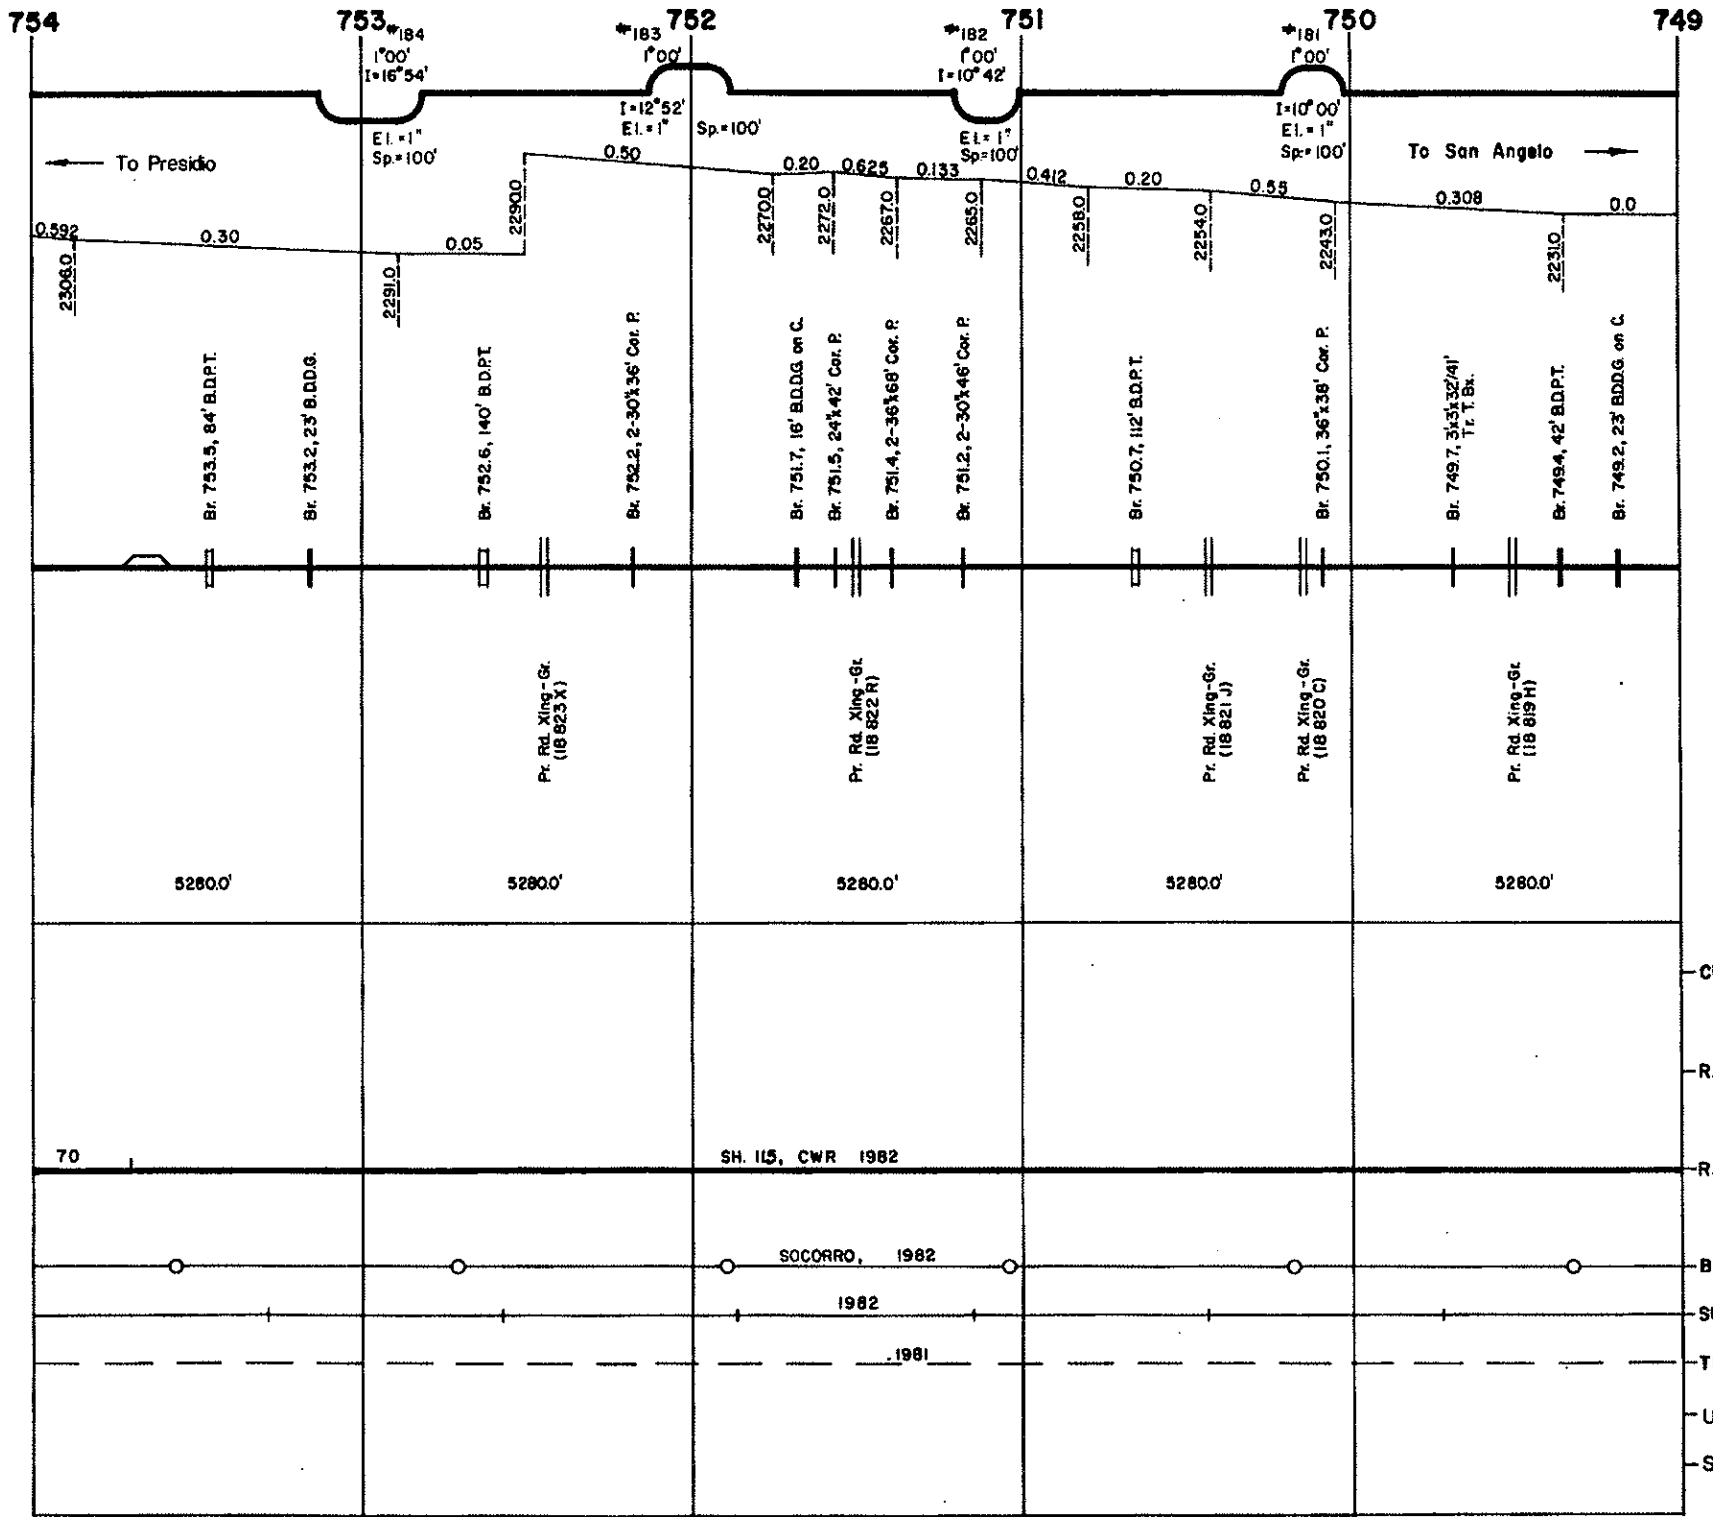 754 753 752 751 750 749
#184
1°00'
I=16°54'
El.=1"
Sp.=100'
#183
1°00'
I=12°52'
El.=1" Sp.=100'
#182
1°00'
I=10°42'
El.=1"
Sp.=100'
#181
1°00'
I=10°00'
El.=1"
Sp.=100'
To Presidio
To San Angelo
0.592 0.30 0.05 0.50 0.20 0.625 0.133 0.412 0.20 0.55 0.308 0.0
2306.0
2291.0
2290.0
2270.0
2272.0
2267.0
2265.0
2258.0
2254.0
2243.0
2231.0
Br. 753.5, 84' B.D.P.T.
Br. 753.2, 23' B.D.D.G.
Br. 752.6, 140' B.D.P.T.
Br. 752.2, 2-30"x36' Cor. P.
Br. 751.7, 16' B.D.D.G. on C.
Br. 751.5, 24"x42' Cor. P.
Br. 751.4, 2-36"x68' Cor. P.
Br. 751.2, 2-30"x46' Cor. P.
Br. 750.7, 112' B.D.P.T.
Br. 750.1, 36"x38' Cor. P.
Br. 749.7, 3'x3'x32'/41'
Tr. T. Bx.
Br. 749.4, 42' B.D.P.T.
Br. 749.2, 23' B.D.D.G. on C.
Pr. Rd. Xing-Gr.
(18 823 X)
Pr. Rd. Xing-Gr.
(18 822 R)
Pr. Rd. Xing-Gr.
(18 821 J)
Pr. Rd. Xing-Gr.
(18 820 C)
Pr. Rd. Xing-Gr.
(18 819 H)
5280.0' 5280.0' 5280.0' 5280.0' 5280.0'
R.
70 SH. 115, CWR 1982 R.
SOCORRO, 1982 B
1982
1981 T
U
S